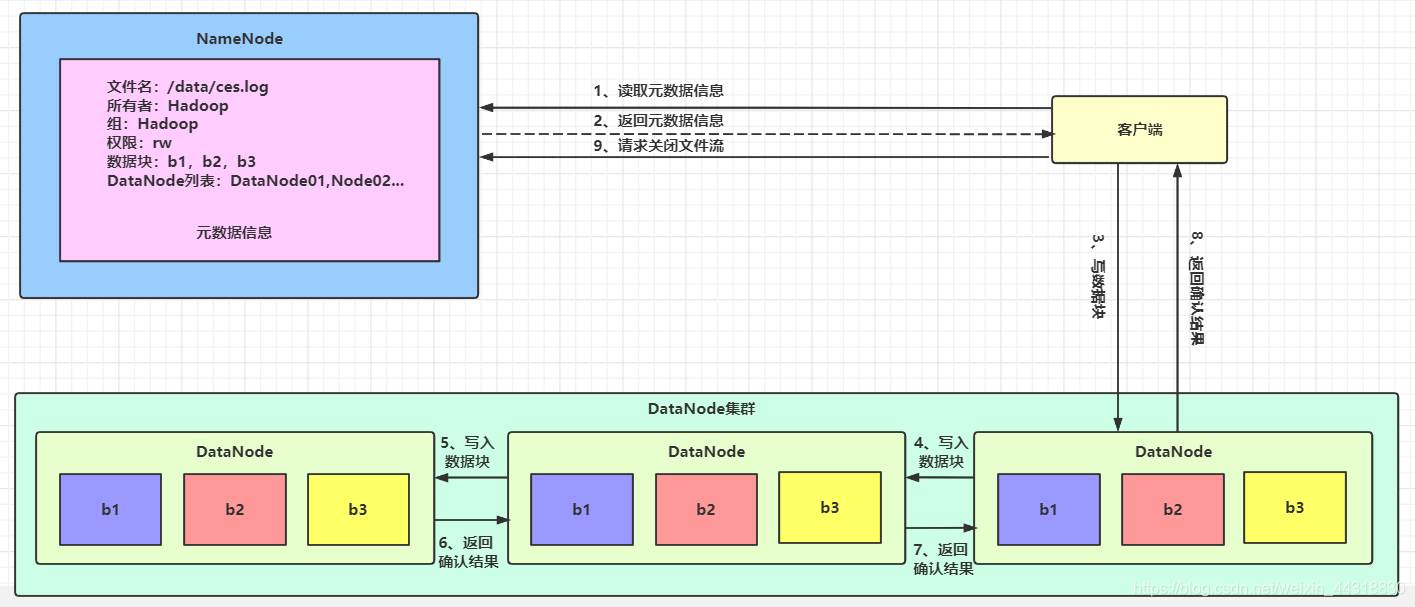 NameNode
文件名：/data/ces.log
所有者：Hadoop
组：Hadoop
权限：rw
数据块：b1，b2，b3
DataNode列表：DataNode01,Node02...
元数据信息
1、读取元数据信息
2、返回元数据信息
9、请求关闭文件流
客户端
3、写数据块
8、返回确认结果
DataNode集群
DataNode
b1
b2
b3
5、写入
数据块
6、返回
确认结果
DataNode
b1
b2
b3
4、写入
数据块
7、返回
确认结果
DataNode
b1
b2
b3
https://blog.csdn.net/weixin_44318830